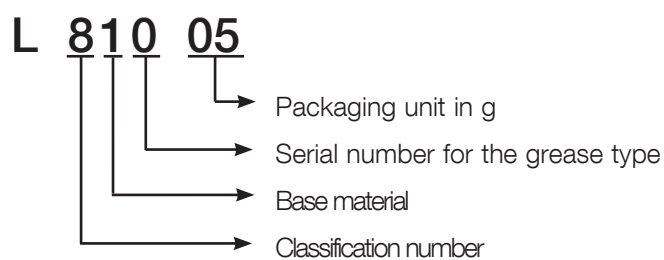 L 810 05
Packaging unit in g
Serial number for the grease type
Base material
Classification number